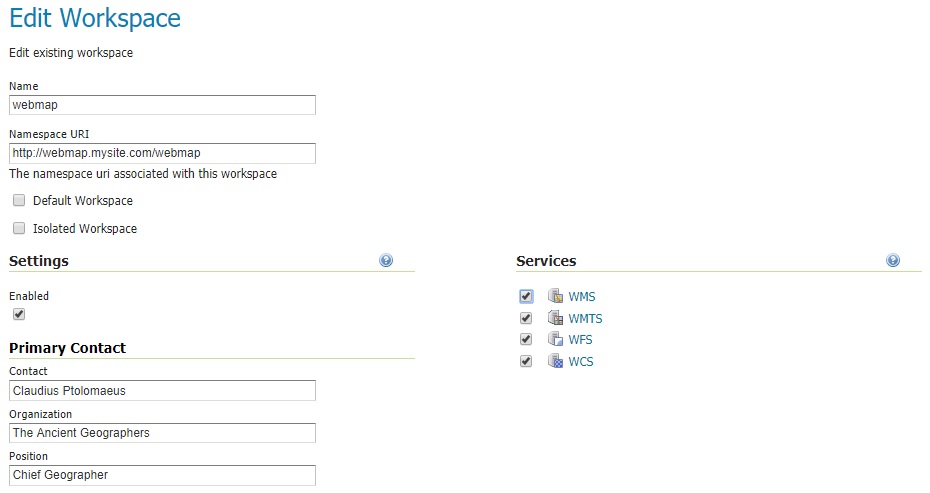 Edit Workspace
Edit existing workspace
Name
webmap
Namespace URI
http://webmap.mysite.com/webmap
The namespace uri associated with this workspace
Default Workspace
Isolated Workspace
Settings
Enabled
Primary Contact
Contact
Claudius Ptolomaeus
Organization
The Ancient Geographers
Position
Chief Geographer
Services
WMS
WMTS
WFS
WCS